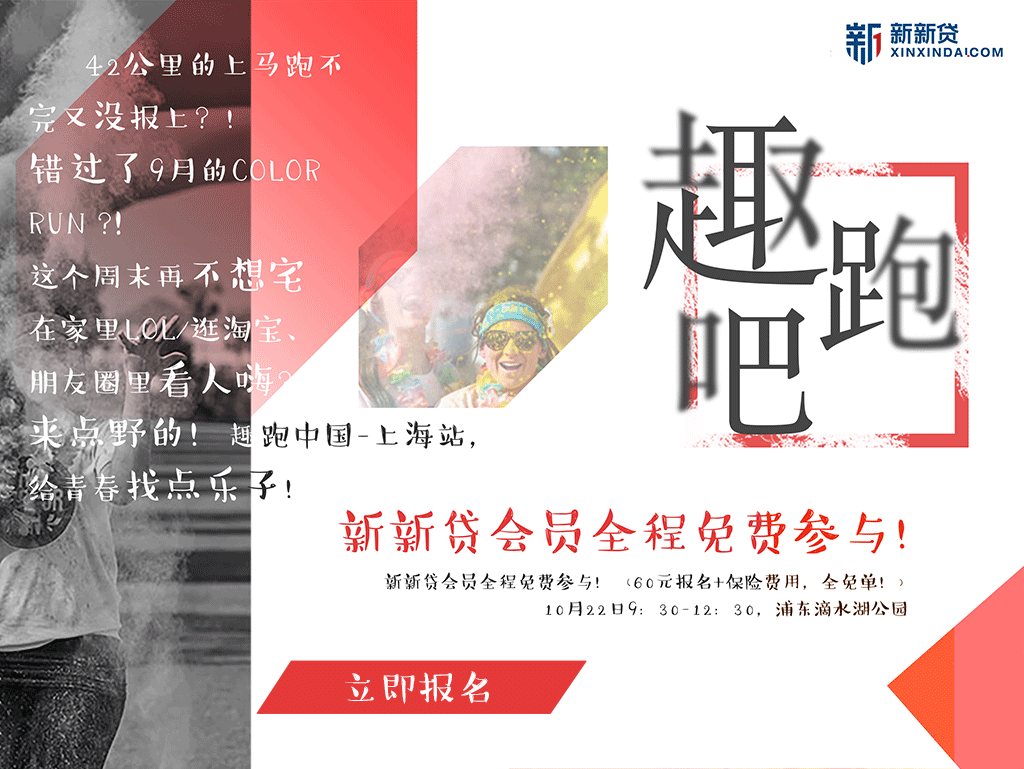 新新贷
XINXINDAI.COM
42公里的上马跑不
完又没报上?!
错过了9月的COLOR
RUN ?!
这个周末再不想宅
在家里LOL/逛淘宝、
朋友圈里看人嗨?
来点野的! 趣跑中国-上海站,
给青春找点乐子!
趣跑吧
新新贷会员全程免费参与!
新新贷会员全程免费参与! (60元报名+保险费用, 全免单! )
10月22日9: 30-12: 30, 浦东滴水湖公园
立即报名